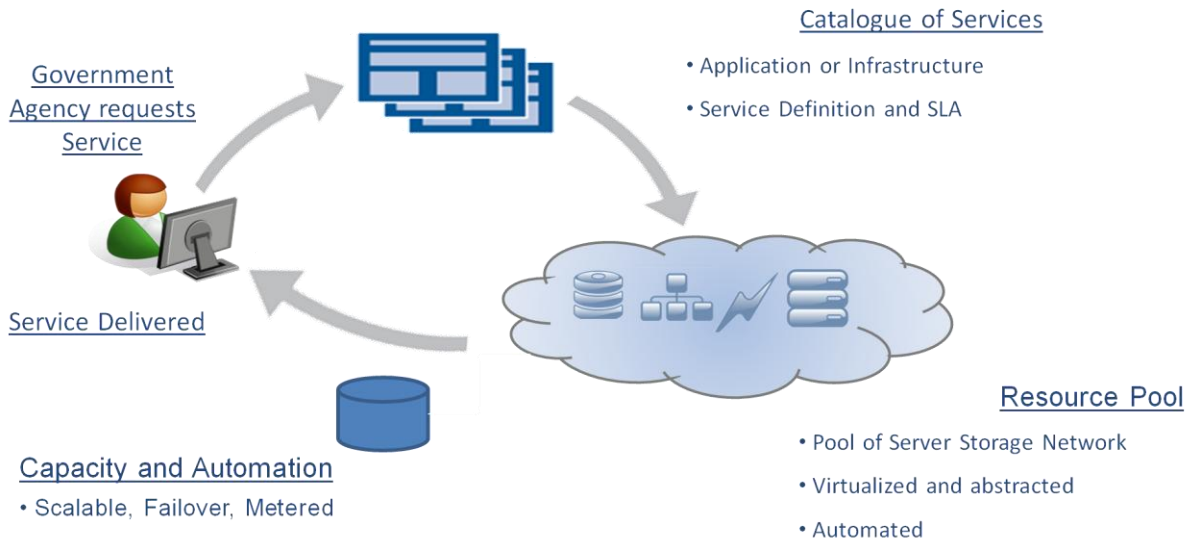 Catalogue of Services
• Application or Infrastructure
• Service Definition and SLA
Government
Agency requests
Service
Service Delivered
Resource Pool
• Pool of Server Storage Network
• Virtualized and abstracted
• Automated
Capacity and Automation
• Scalable, Failover, Metered